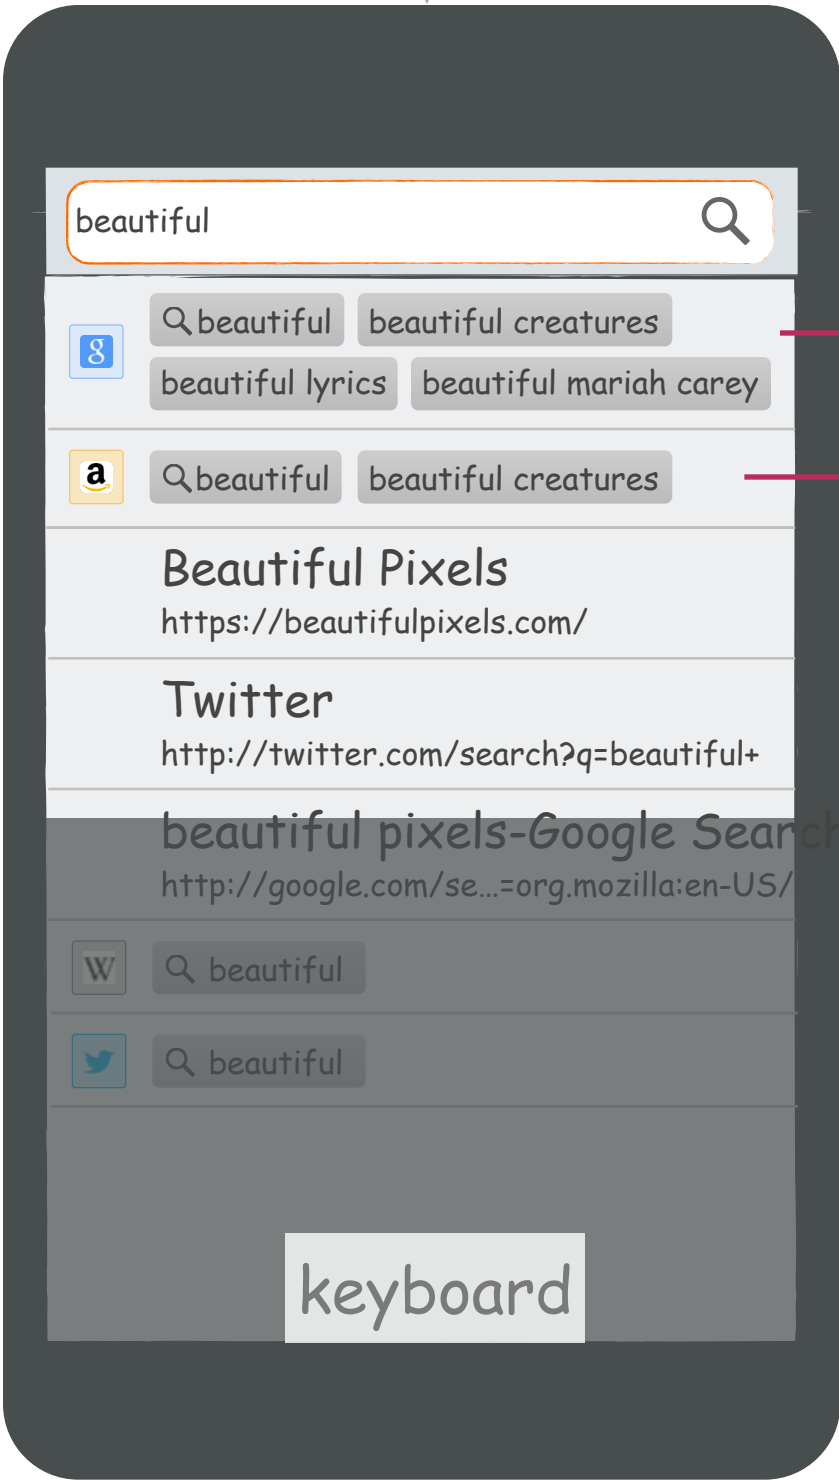 beautiful
g
beautiful beautiful creatures
beautiful lyrics beautiful mariah carey
a
beautiful beautiful creatures
Beautiful Pixels
https://beautifulpixels.com/
Twitter
http://twitter.com/search?q=beautiful+
beautiful pixels-Google Search
http://google.com/se...=org.mozilla:en-US/
W beautiful
beautiful
keyboard